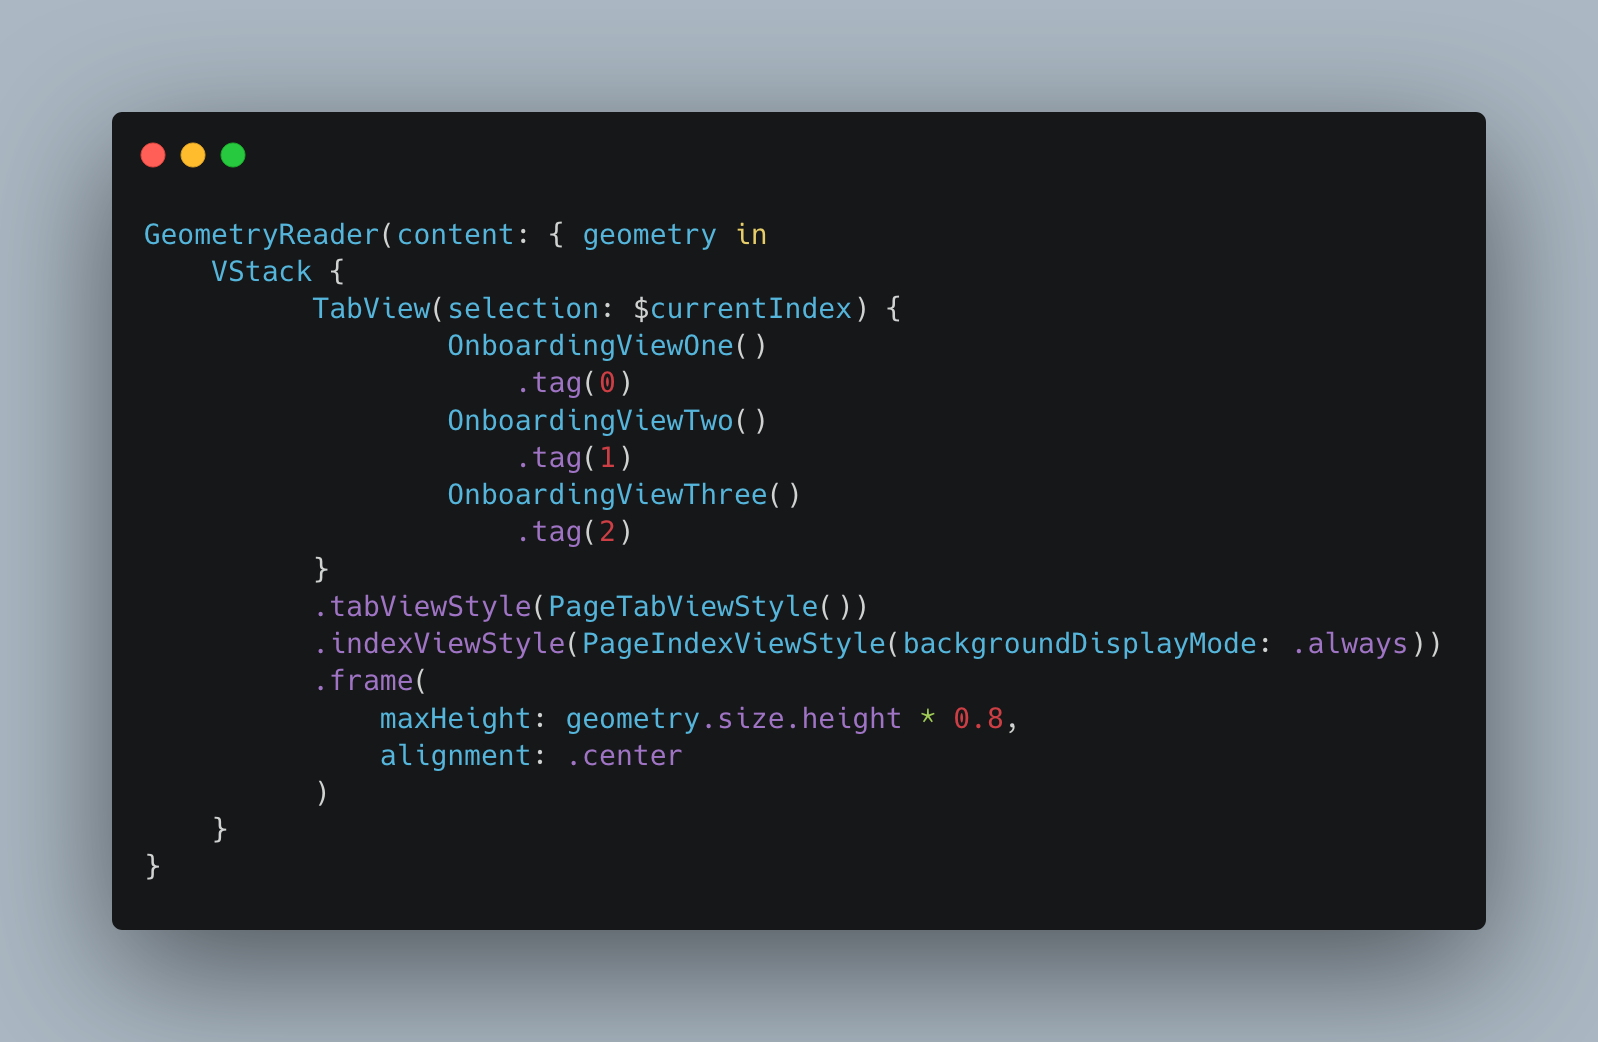 GeometryReader(content: { geometry in
    VStack {
          TabView(selection: $currentIndex) {
                  OnboardingViewOne()
                      .tag(0)
                  OnboardingViewTwo()
                      .tag(1)
                  OnboardingViewThree()
                      .tag(2)
          }
          .tabViewStyle(PageTabViewStyle())
          .indexViewStyle(PageIndexViewStyle(backgroundDisplayMode: .always))
          .frame(
              maxHeight: geometry.size.height * 0.8,
              alignment: .center
          )
    }
}